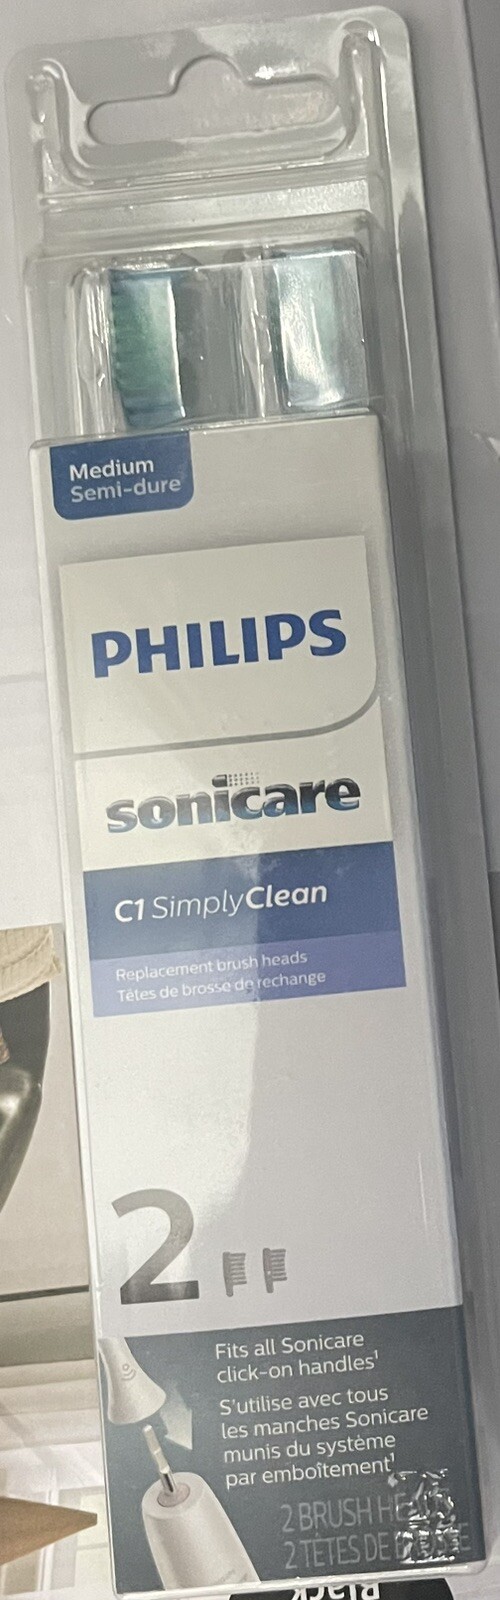 Medium
Semi-dure
PHILIPS
sonicare
C1 SimplyClean
Replacement brush heads
Têtes de brosse de rechange
2
Fits all Sonicare
click-on handles¹
S'utilise avec tous
les manches Sonicare
munis du système
par emboîtement¹
2 BRUSH
2 TÊTES DE
Black